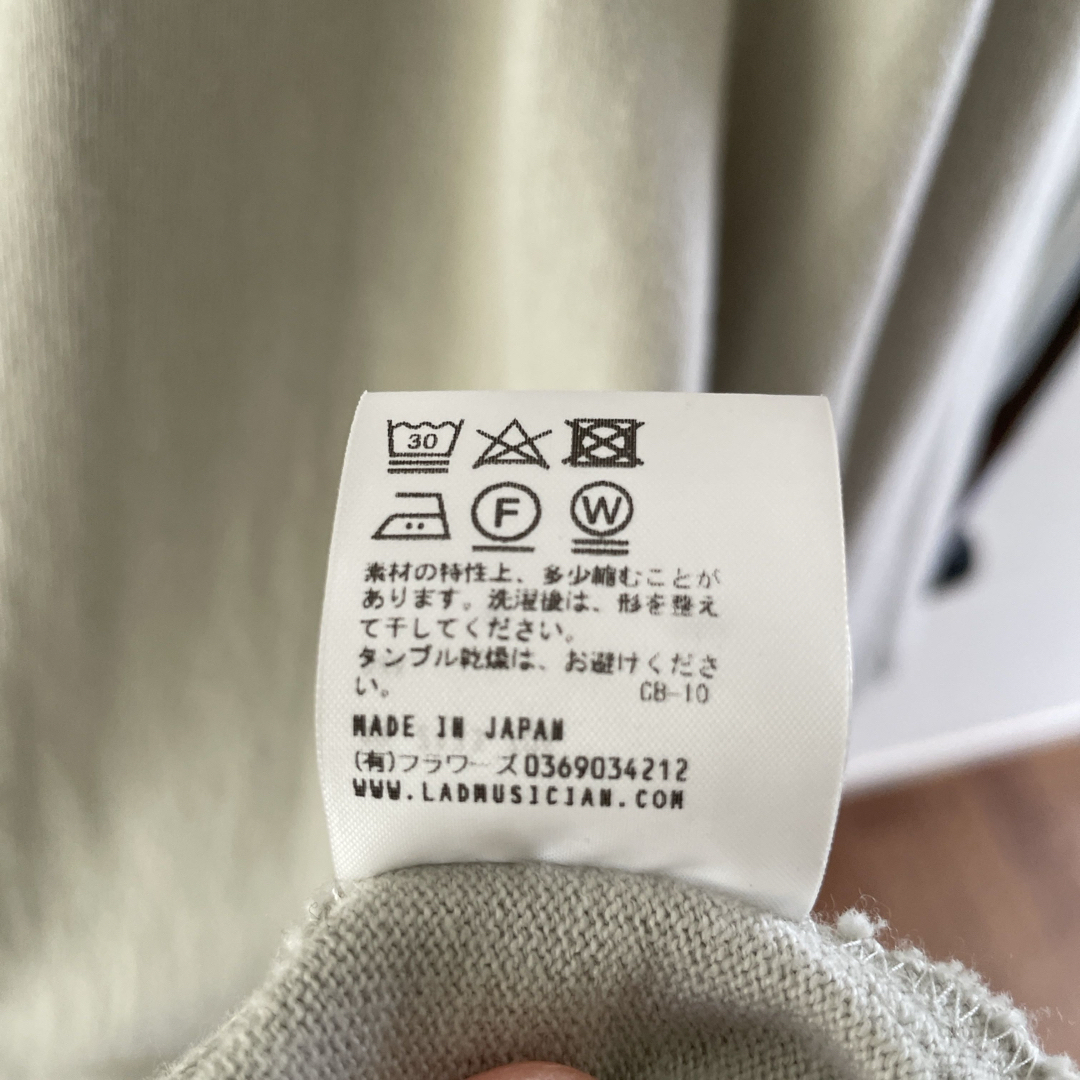 30
F W
素材の特性上、多少縮むことが
あります。洗濯後は、形を整え
て干してください。
タンブル乾燥は、お避けくださ
い。 CB-10
MADE IN JAPAN
(有)フラワーズ0369034212
WWW.LADMUSICIAN.COM